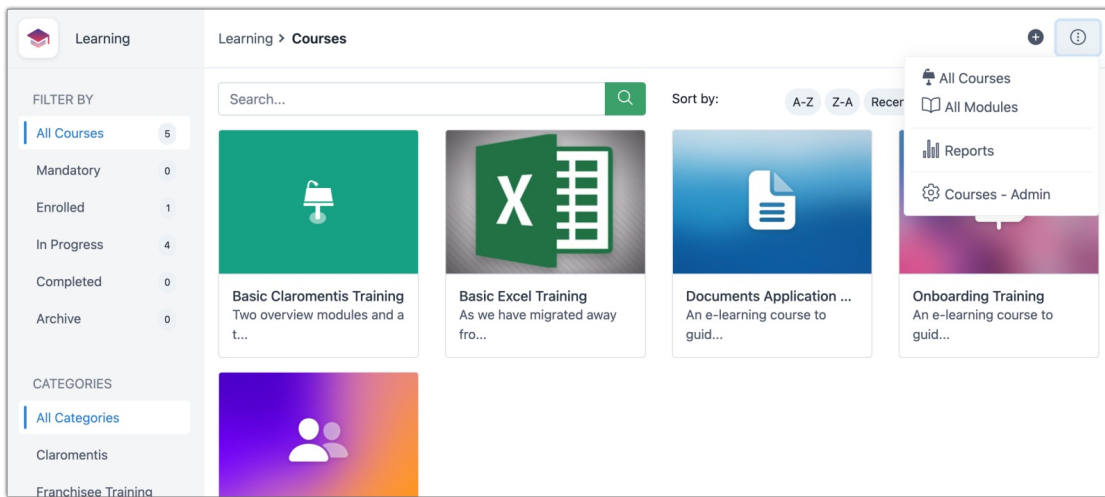 Learning
Learning > Courses
FILTER BY
All Courses 5
Mandatory 0
Enrolled 1
In Progress 4
Completed 0
Archive 0
CATEGORIES
All Categories
Claromentis
Franchisee Training
Search...
Sort by:
A-Z Z-A Recen
All Courses
All Modules
Reports
Courses - Admin
X
Basic Claromentis Training
Two overview modules and a
t...
Basic Excel Training
As we have migrated away
fro...
Documents Application ...
An e-learning course to
guid...
Onboarding Training
An e-learning course to
guid...